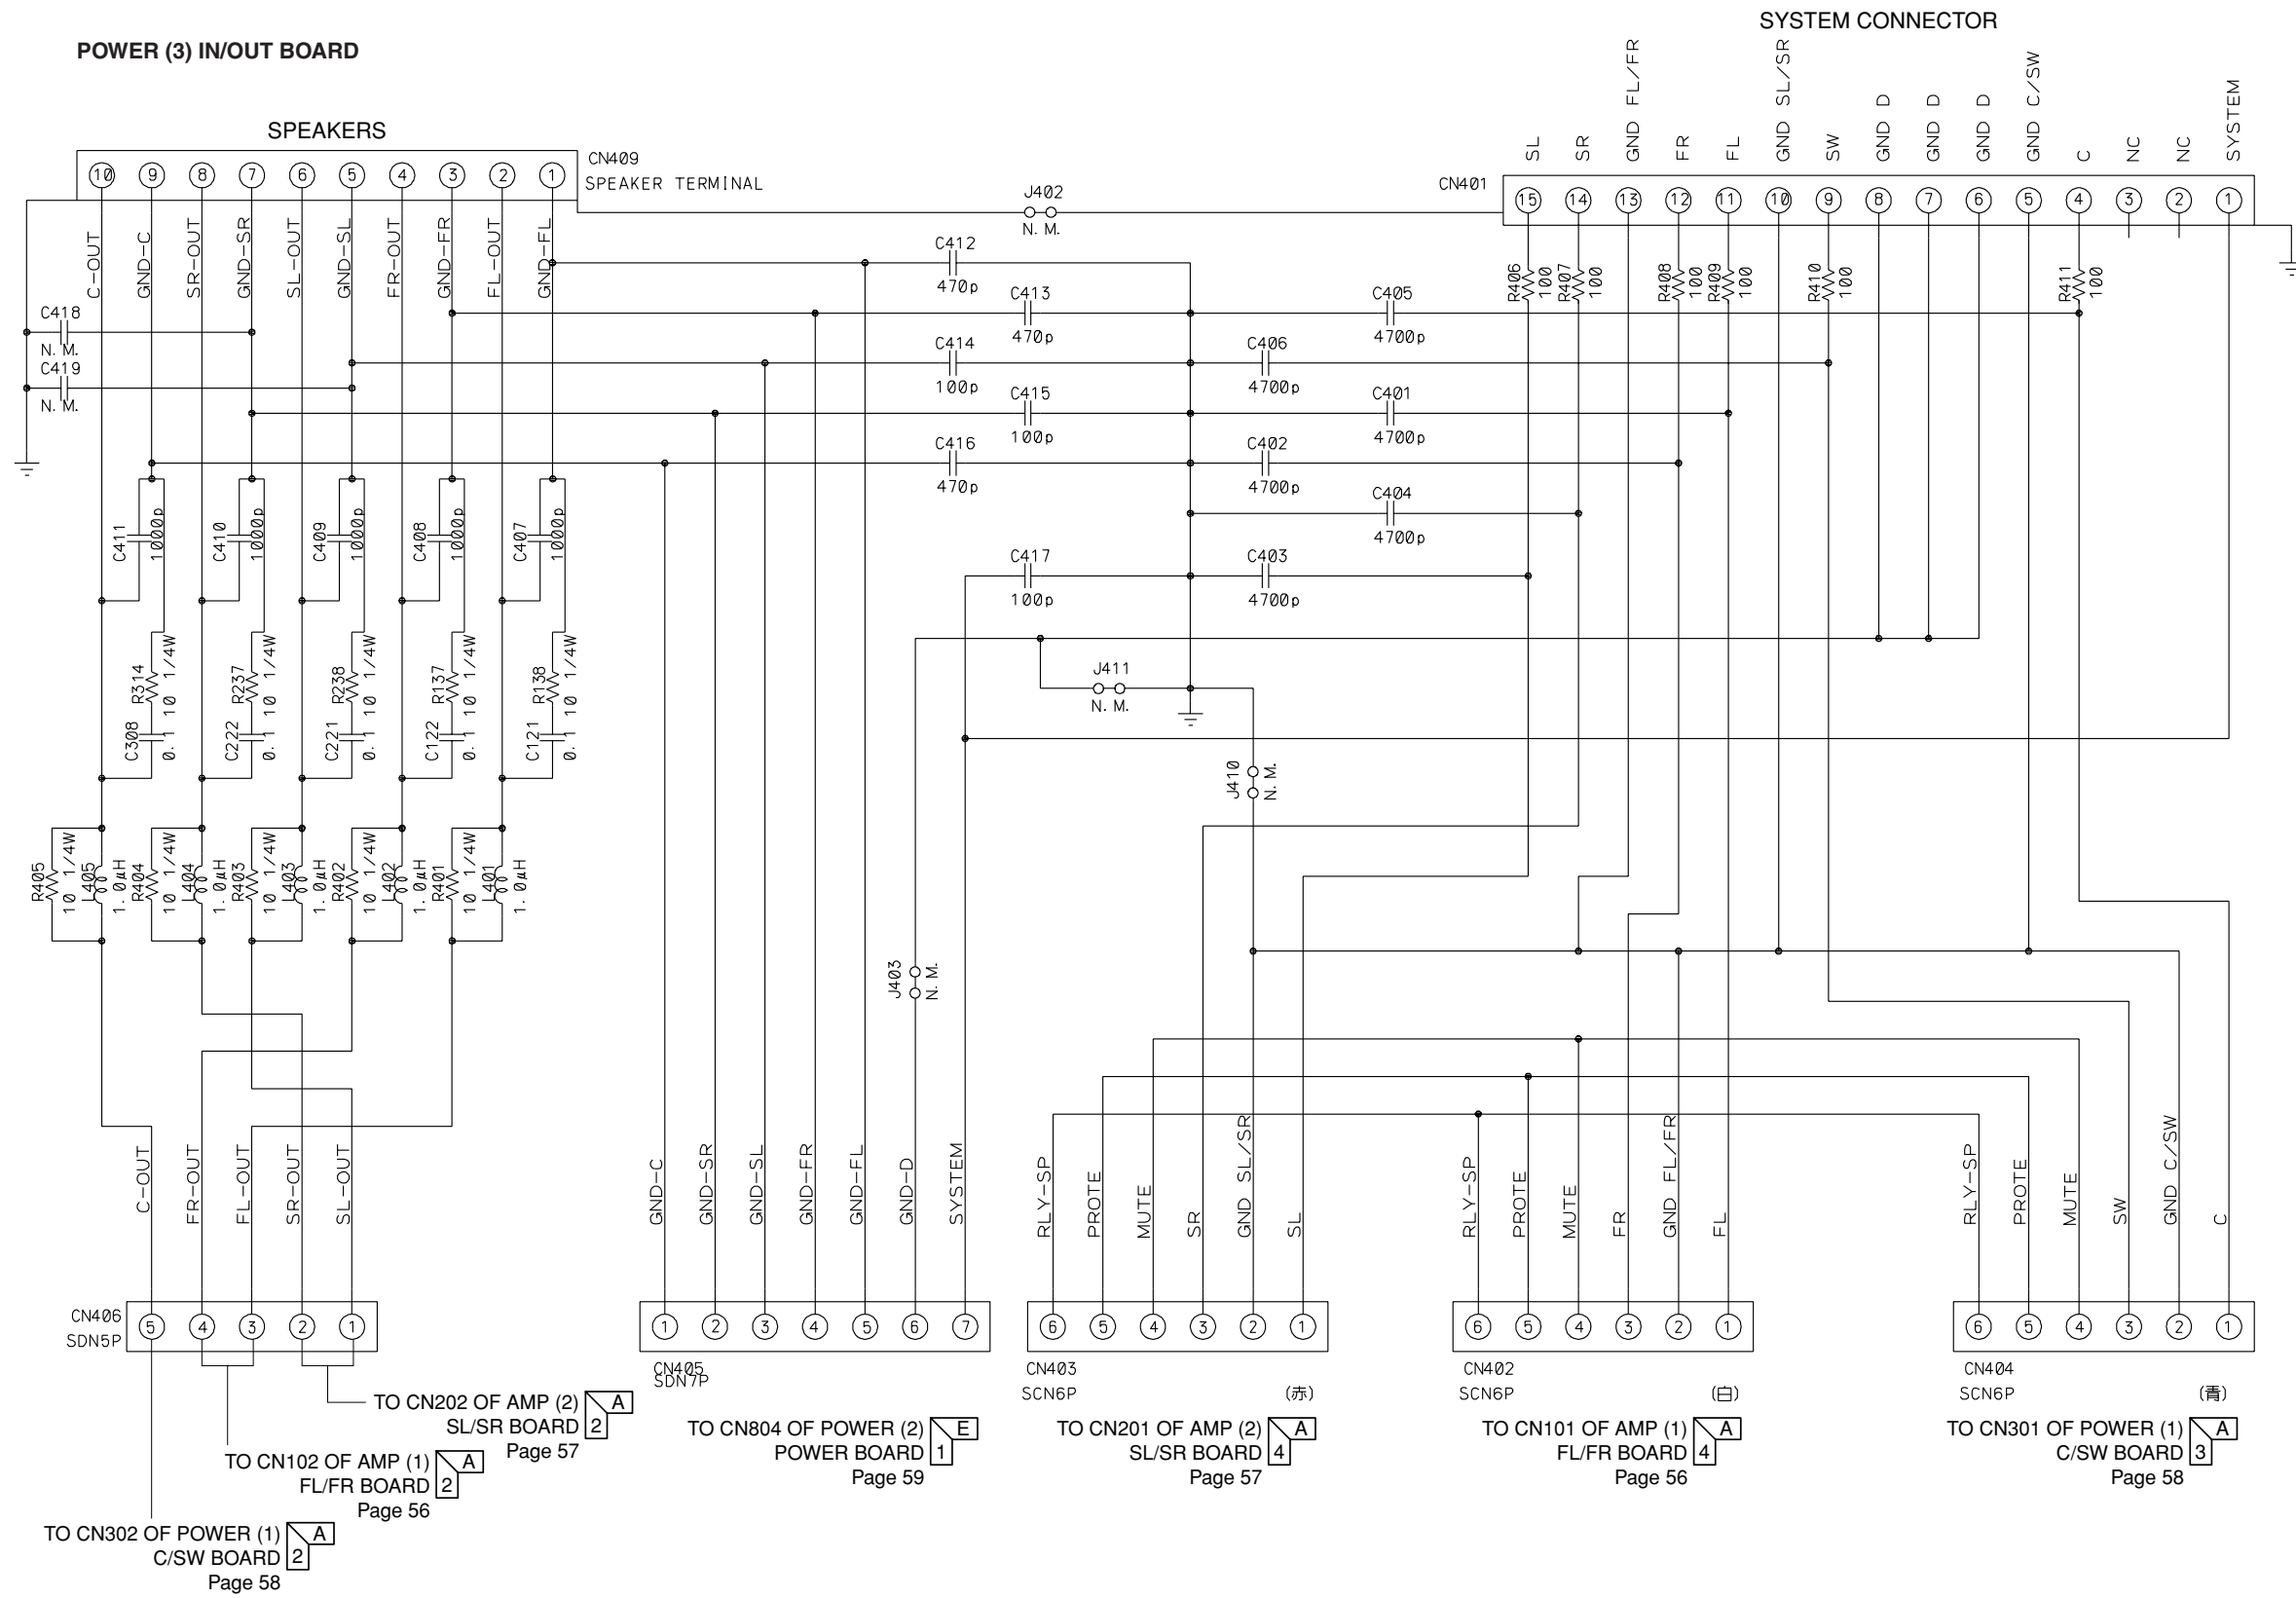 SYSTEM CONNECTOR
POWER (3) IN/OUT BOARD
SPEAKERS
CN409
SPEAKER TERMINAL
10 9 8 7 6 5 4 3 2 1
C-OUT
GND-C
SR-OUT
GND-SR
SL-OUT
GND-SL
FR-OUT
GND-FR
FL-OUT
GND-FL
J402
N. M.
CN401
SL
SR
GND FL/FR
FR
FL
GND SL/SR
SW
GND D
GND D
GND D
GND C/SW
C
NC
NC
SYSTEM
15 14 13 12 11 10 9 8 7 6 5 4 3 2 1
R406 100
R407 100
R408 100
R409 100
R410 100
R411 100
C418
N. M.
C419
N. M.
C412
470p
C413
470p
C414
100p
C415
100p
C416
470p
C417
100p
C405
4700p
C406
4700p
C401
4700p
C402
4700p
C404
4700p
C403
4700p
C411 1000p
C410 1000p
C409 1000p
C408 1000p
C407 1000p
R314 10 1/4W
R237 10 1/4W
R238 10 1/4W
R137 10 1/4W
R138 10 1/4W
C308 0.1
C222 0.1
C221 0.1
C122 0.1
C121 0.1
J411
N. M.
J410
N. M.
J403
N. M.
R405 10 1/4W
L405 1.0µH
R404 10 1/4W
L404 1.0µH
R403 10 1/4W
L403 1.0µH
R402 10 1/4W
L402 1.0µH
R401 10 1/4W
L401 1.0µH
C-OUT
FR-OUT
FL-OUT
SR-OUT
SL-OUT
CN406
SDN5P
5 4 3 2 1
GND-C
GND-SR
GND-SL
GND-FR
GND-FL
GND-D
SYSTEM
1 2 3 4 5 6 7
CN405
SDN7P
RLY-SP
PROTE
MUTE
SR
GND SL/SR
SL
6 5 4 3 2 1
CN403
SCN6P
(赤)
RLY-SP
PROTE
MUTE
FR
GND FL/FR
FL
6 5 4 3 2 1
CN402
SCN6P
(白)
RLY-SP
PROTE
MUTE
SW
GND C/SW
C
6 5 4 3 2 1
CN404
SCN6P
(青)
TO CN202 OF AMP (2) A
SL/SR BOARD 2
Page 57
TO CN102 OF AMP (1) A
FL/FR BOARD 2
Page 56
TO CN302 OF POWER (1) A
C/SW BOARD 2
Page 58
TO CN804 OF POWER (2) E
POWER BOARD 1
Page 59
TO CN201 OF AMP (2) A
SL/SR BOARD 4
Page 57
TO CN101 OF AMP (1) A
FL/FR BOARD 4
Page 56
TO CN301 OF POWER (1) A
C/SW BOARD 3
Page 58